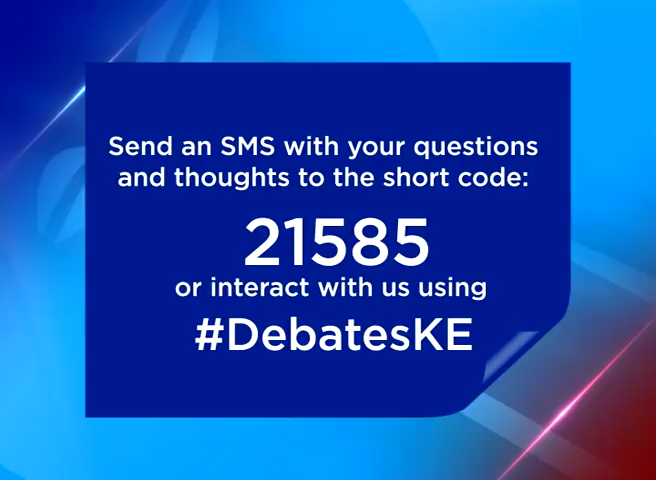 Send an SMS with your questions
and thoughts to the short code:
21585
or interact with us using
#DebatesKE